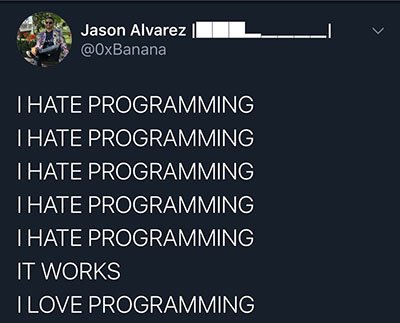 Jason Alvarez |███▂▁▁▁▁|
@0xBanana
I HATE PROGRAMMING
I HATE PROGRAMMING
I HATE PROGRAMMING
I HATE PROGRAMMING
I HATE PROGRAMMING
IT WORKS
I LOVE PROGRAMMING